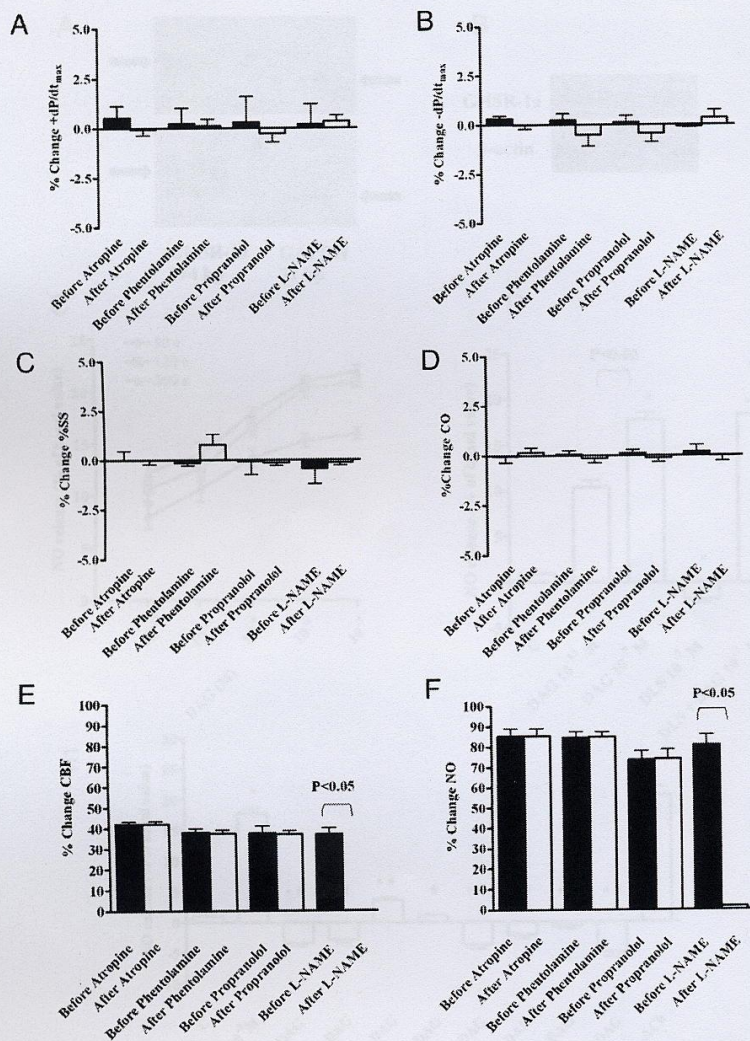 A
% Change +dP/dtmax
5.0
2.5
0.0
-2.5
-5.0
Before Atropine
After Atropine
Before Phentolamine
After Phentolamine
Before Propranolol
After Propranolol
Before L-NAME
After L-NAME
B
% Change -dP/dtmax
5.0
2.5
0.0
-2.5
-5.0
Before Atropine
After Atropine
Before Phentolamine
After Phentolamine
Before Propranolol
After Propranolol
Before L-NAME
After L-NAME
C
% Change %SS
5.0
2.5
0.0
-2.5
-5.0
Before Atropine
After Atropine
Before Phentolamine
After Phentolamine
Before Propranolol
After Propranolol
Before L-NAME
After L-NAME
D
%Change CO
5.0
2.5
0.0
-2.5
-5.0
Before Atropine
After Atropine
Before Phentolamine
After Phentolamine
Before Propranolol
After Propranolol
Before L-NAME
After L-NAME
E
% Change CBF
100
90
80
70
60
50
40
30
20
10
0
P<0.05
Before Atropine
After Atropine
Before Phentolamine
After Phentolamine
Before Propranolol
After Propranolol
Before L-NAME
After L-NAME
F
% Change NO
100
90
80
70
60
50
40
30
20
10
0
P<0.05
Before Atropine
After Atropine
Before Phentolamine
After Phentolamine
Before Propranolol
After Propranolol
Before L-NAME
After L-NAME